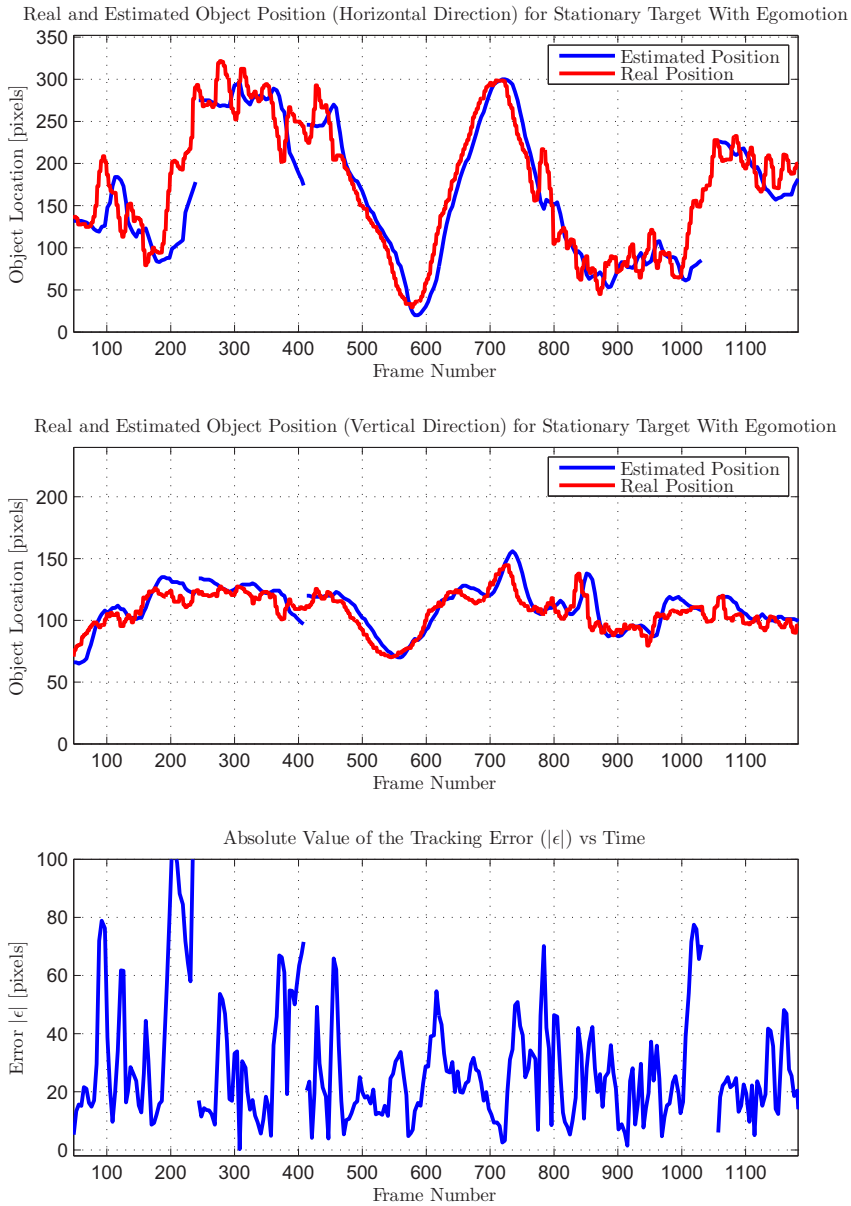 Real and Estimated Object Position (Horizontal Direction) for Stationary Target With Egomotion
350
300
250
200
150
100
50
0
Object Location [pixels]
Estimated Position
Real Position
100 200 300 400 500 600 700 800 900 1000 1100
Frame Number
Real and Estimated Object Position (Vertical Direction) for Stationary Target With Egomotion
200
150
100
50
0
Object Location [pixels]
Estimated Position
Real Position
100 200 300 400 500 600 700 800 900 1000 1100
Frame Number
Absolute Value of the Tracking Error (|ϵ|) vs Time
100
80
60
40
20
0
Error |ϵ| [pixels]
100 200 300 400 500 600 700 800 900 1000 1100
Frame Number